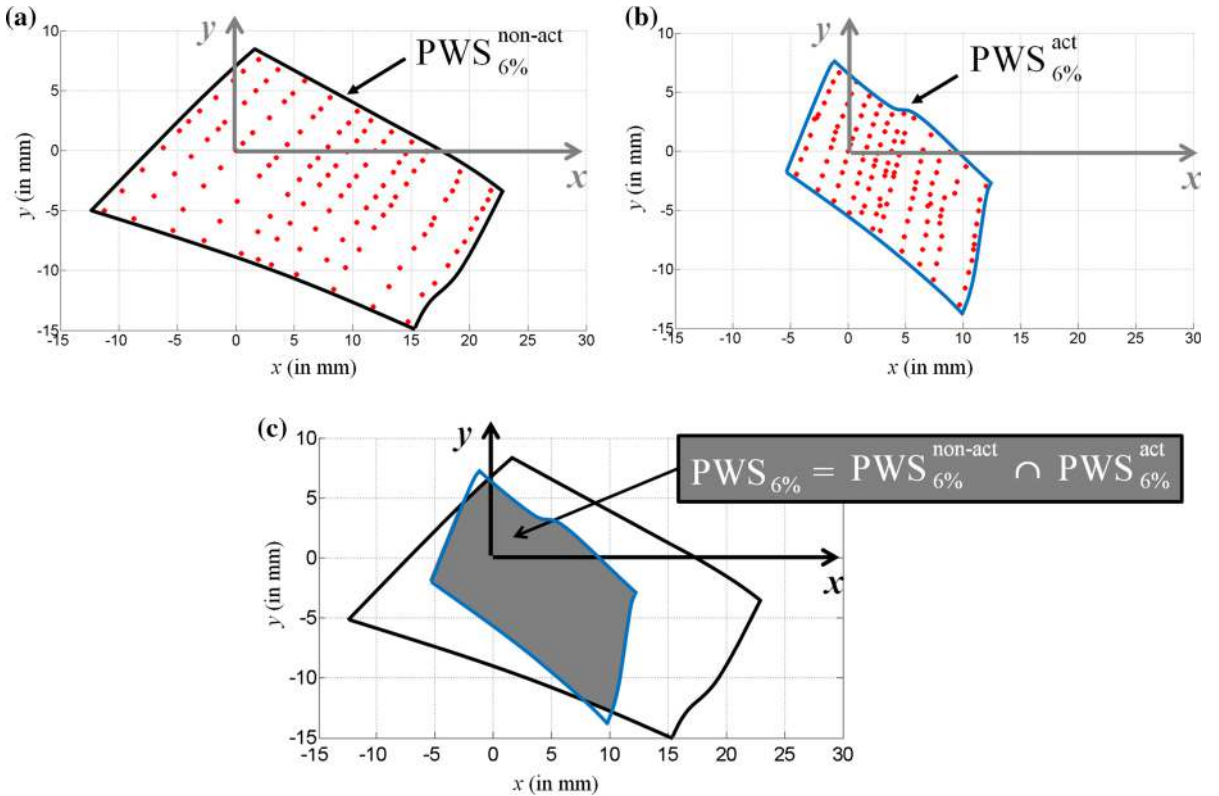 (a)
10
5
0
-5
-10
-15
y (in mm)
-15 -10 -5 0 5 10 15 20 25 30
x (in mm)
y
x
PWS 6% non-act
(b)
10
5
0
-5
-10
-15
y (in mm)
-15 -10 -5 0 5 10 15 20 25 30
x (in mm)
y
x
PWS 6% act
(c)
10
5
0
-5
-10
-15
y (in mm)
-15 -10 -5 0 5 10 15 20 25 30
x (in mm)
y
x
PWS 6% = PWS 6% non-act ∩ PWS 6% act